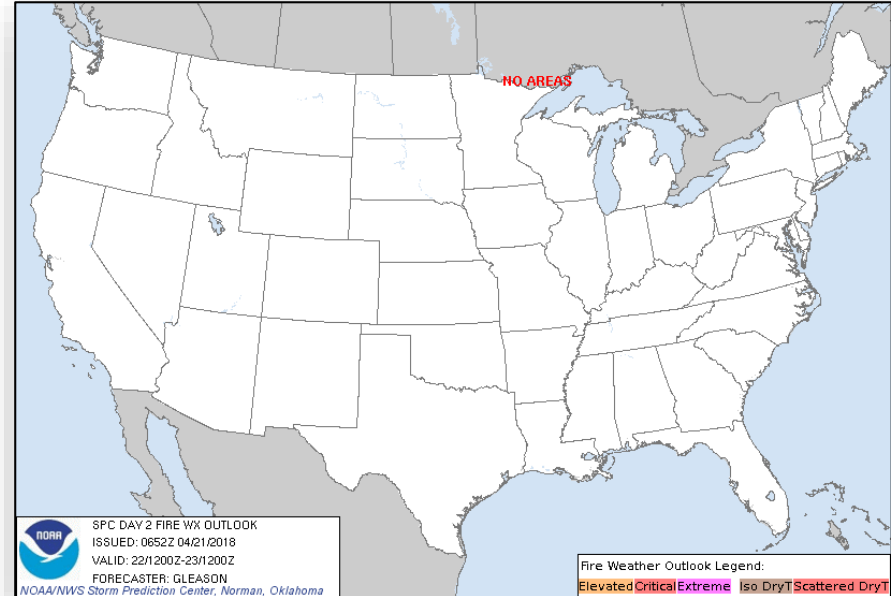 NO AREAS
NOAA
SPC DAY 2 FIRE WX OUTLOOK
ISSUED: 0652Z 04/21/2018
VALID: 22/1200Z-23/1200Z
FORECASTER: GLEASON
NOAA/NWS Storm Prediction Center, Norman, Oklahoma
Fire Weather Outlook Legend:
Elevated Critical Extreme Iso DryT Scattered DryT